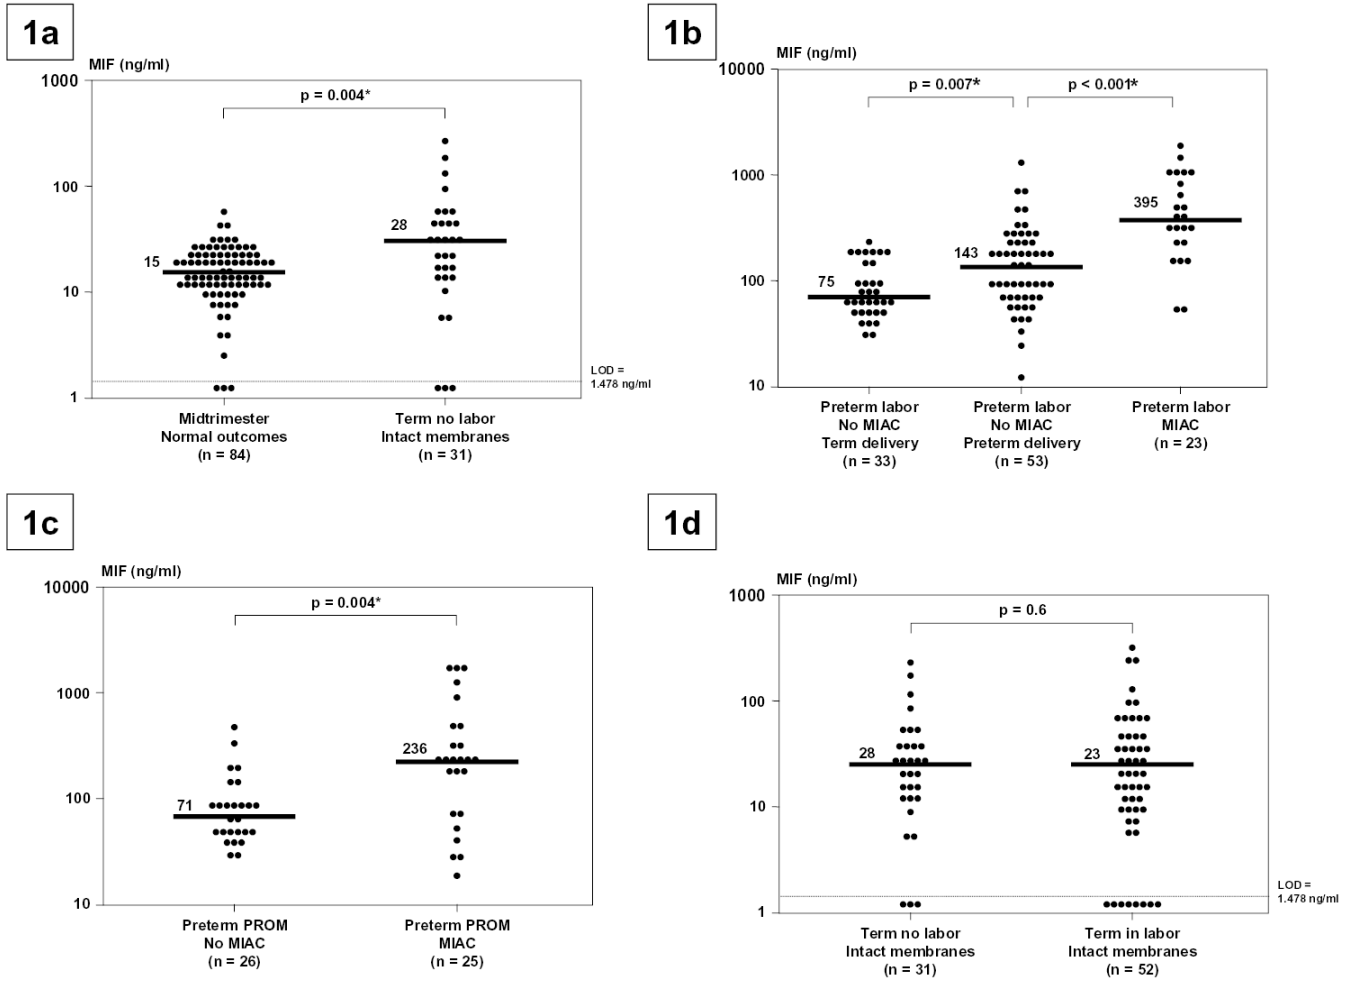 1a
MIF (ng/ml)
1000
100
10
1
p = 0.004*
15
28
LOD =
1.478 ng/ml
Midtrimester
Normal outcomes
(n = 84)
Term no labor
Intact membranes
(n = 31)
1b
MIF (ng/ml)
10000
1000
100
10
p = 0.007*
p < 0.001*
75
143
395
Preterm labor
No MIAC
Term delivery
(n = 33)
Preterm labor
No MIAC
Preterm delivery
(n = 53)
Preterm labor
MIAC
(n = 23)
1c
MIF (ng/ml)
10000
1000
100
10
p = 0.004*
71
236
Preterm PROM
No MIAC
(n = 26)
Preterm PROM
MIAC
(n = 25)
1d
MIF (ng/ml)
1000
100
10
1
p = 0.6
28
23
LOD =
1.478 ng/ml
Term no labor
Intact membranes
(n = 31)
Term in labor
Intact membranes
(n = 52)